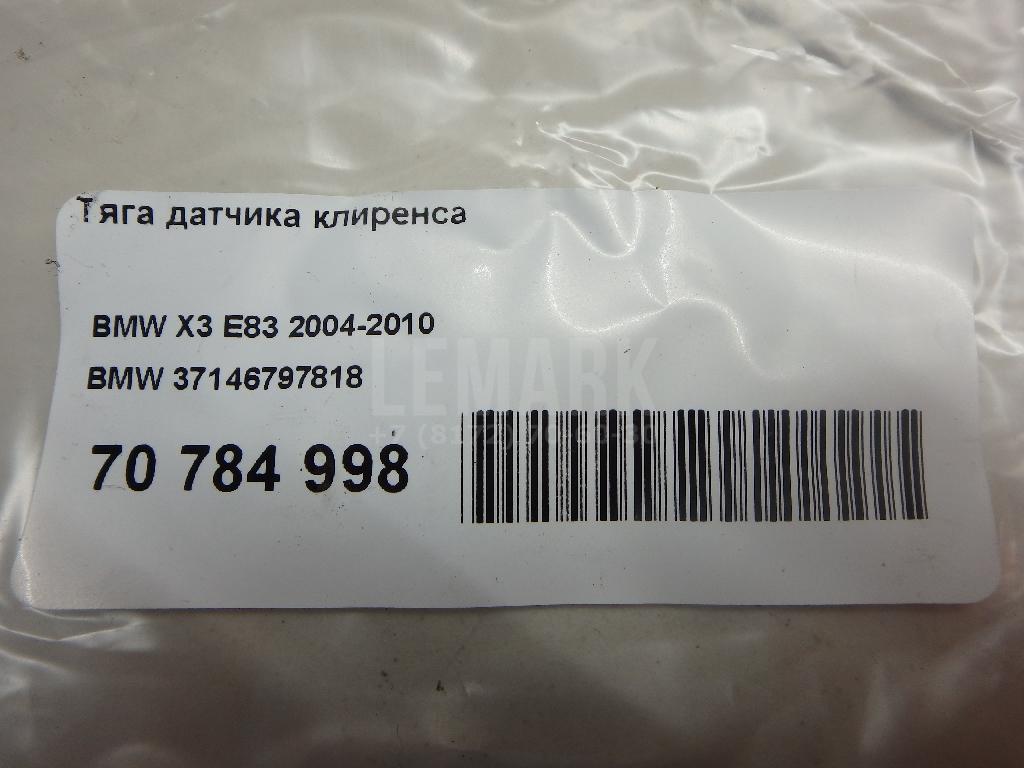 Тяга датчика клиренса
BMW X3 E83 2004-2010
BMW 37146797818
LEMARK
70 784 998